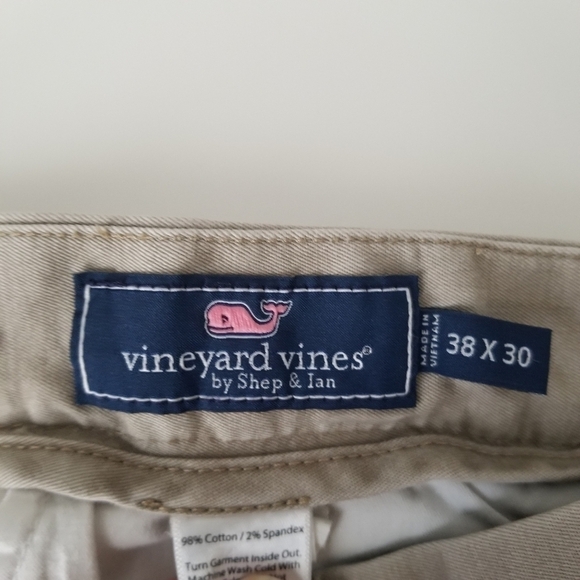 vineyard vines®
by Shep & Ian
MADE IN
VIETNAM
38 X 30
98% Cotton / 2% Spandex
Turn Garment Inside Out.
Machine Wash Cold With